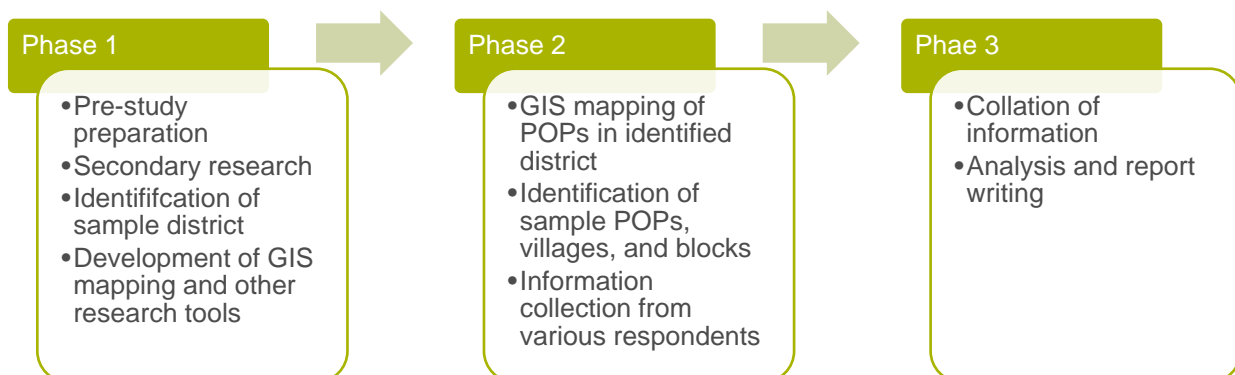 Phase 1
•Pre-study
preparation
•Secondary research
•Identififcation of
sample district
•Development of GIS
mapping and other
research tools
Phase 2
•GIS mapping of
POPs in identified
district
•Identification of
sample POPs,
villages, and blocks
•Information
collection from
various respondents
Phae 3
•Collation of
information
•Analysis and report
writing